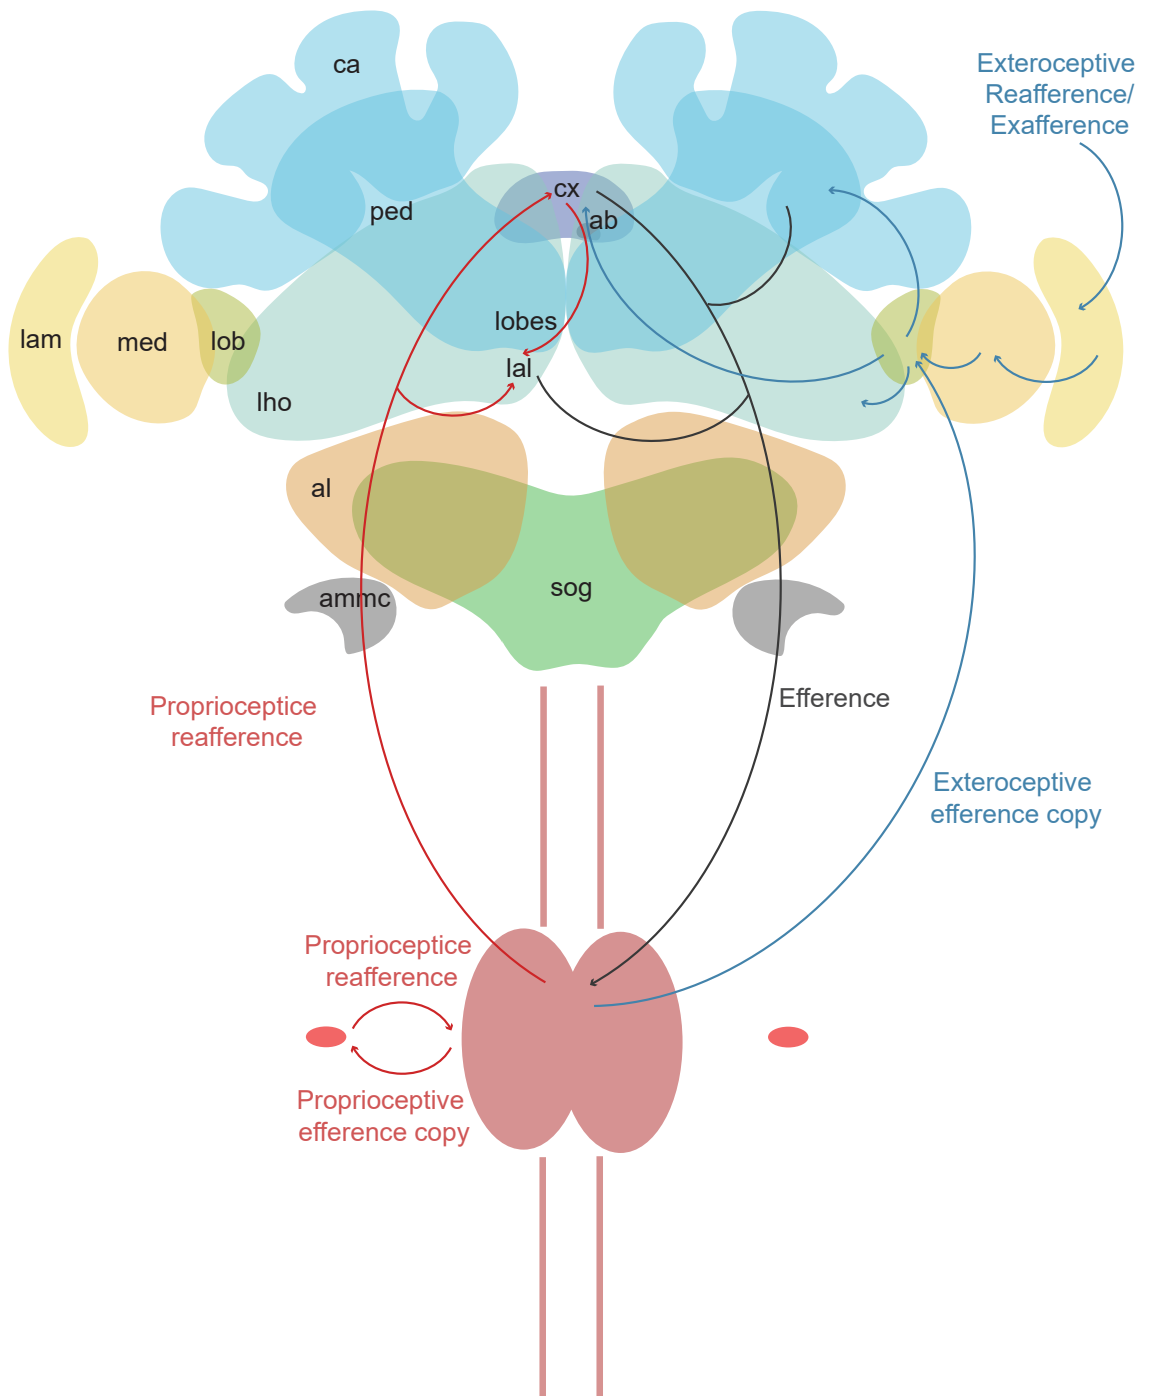 ca
Exteroceptive
Reafference/
Exafference
cx
ped
ab
lobes
lam
med
lob
lal
lho
al
sog
ammc
Proprioceptice
reafference
Efference
Exteroceptive
efference copy
Proprioceptice
reafference
Proprioceptive
efference copy